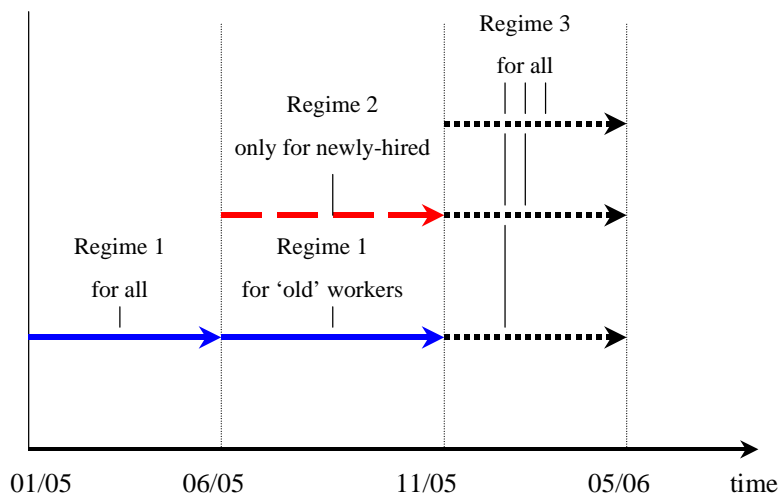 Regime 3
for all
Regime 2
only for newly-hired
Regime 1
for all
Regime 1
for ‘old’ workers
01/05
06/05
11/05
05/06
time